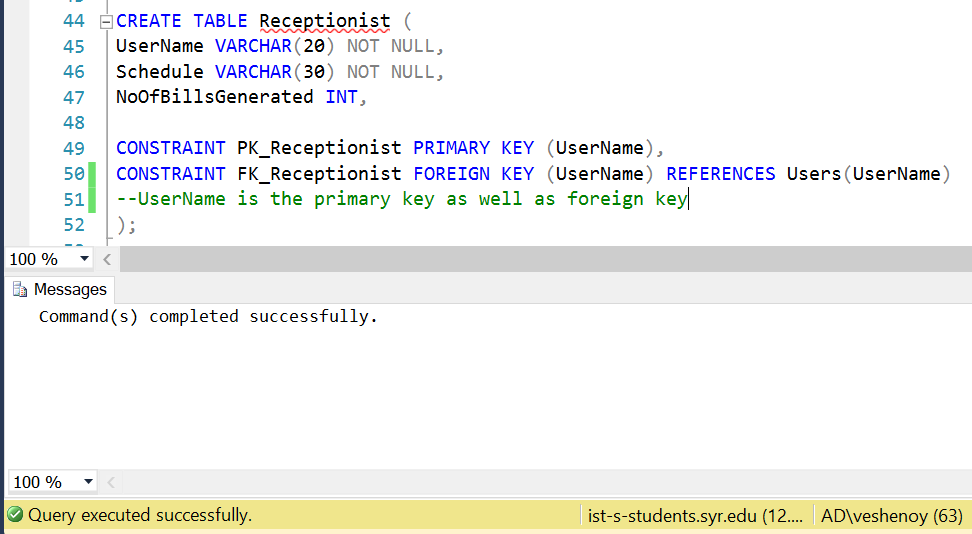 44 CREATE TABLE Receptionist (
45 UserName VARCHAR(20) NOT NULL,
46 Schedule VARCHAR(30) NOT NULL,
47 NoOfBillsGenerated INT,
48
49 CONSTRAINT PK_Receptionist PRIMARY KEY (UserName),
50 CONSTRAINT FK_Receptionist FOREIGN KEY (UserName) REFERENCES Users(UserName)
51 --UserName is the primary key as well as foreign key
52 );
100 %
Messages
Command(s) completed successfully.
100 %
Query executed successfully. ist-s-students.syr.edu (12.... AD\veshenoy (63)